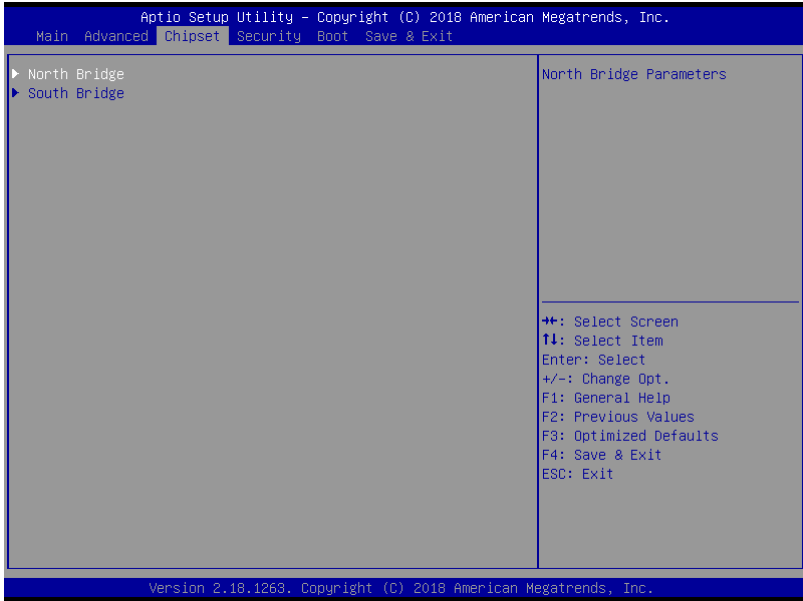 Aptio Setup Utility – Copyright (C) 2018 American Megatrends, Inc.
Main Advanced Chipset Security Boot Save & Exit
▶ North Bridge
▶ South Bridge
North Bridge Parameters
→←: Select Screen
↑↓: Select Item
Enter: Select
+/-: Change Opt.
F1: General Help
F2: Previous Values
F3: Optimized Defaults
F4: Save & Exit
ESC: Exit
Version 2.18.1263. Copyright (C) 2018 American Megatrends, Inc.